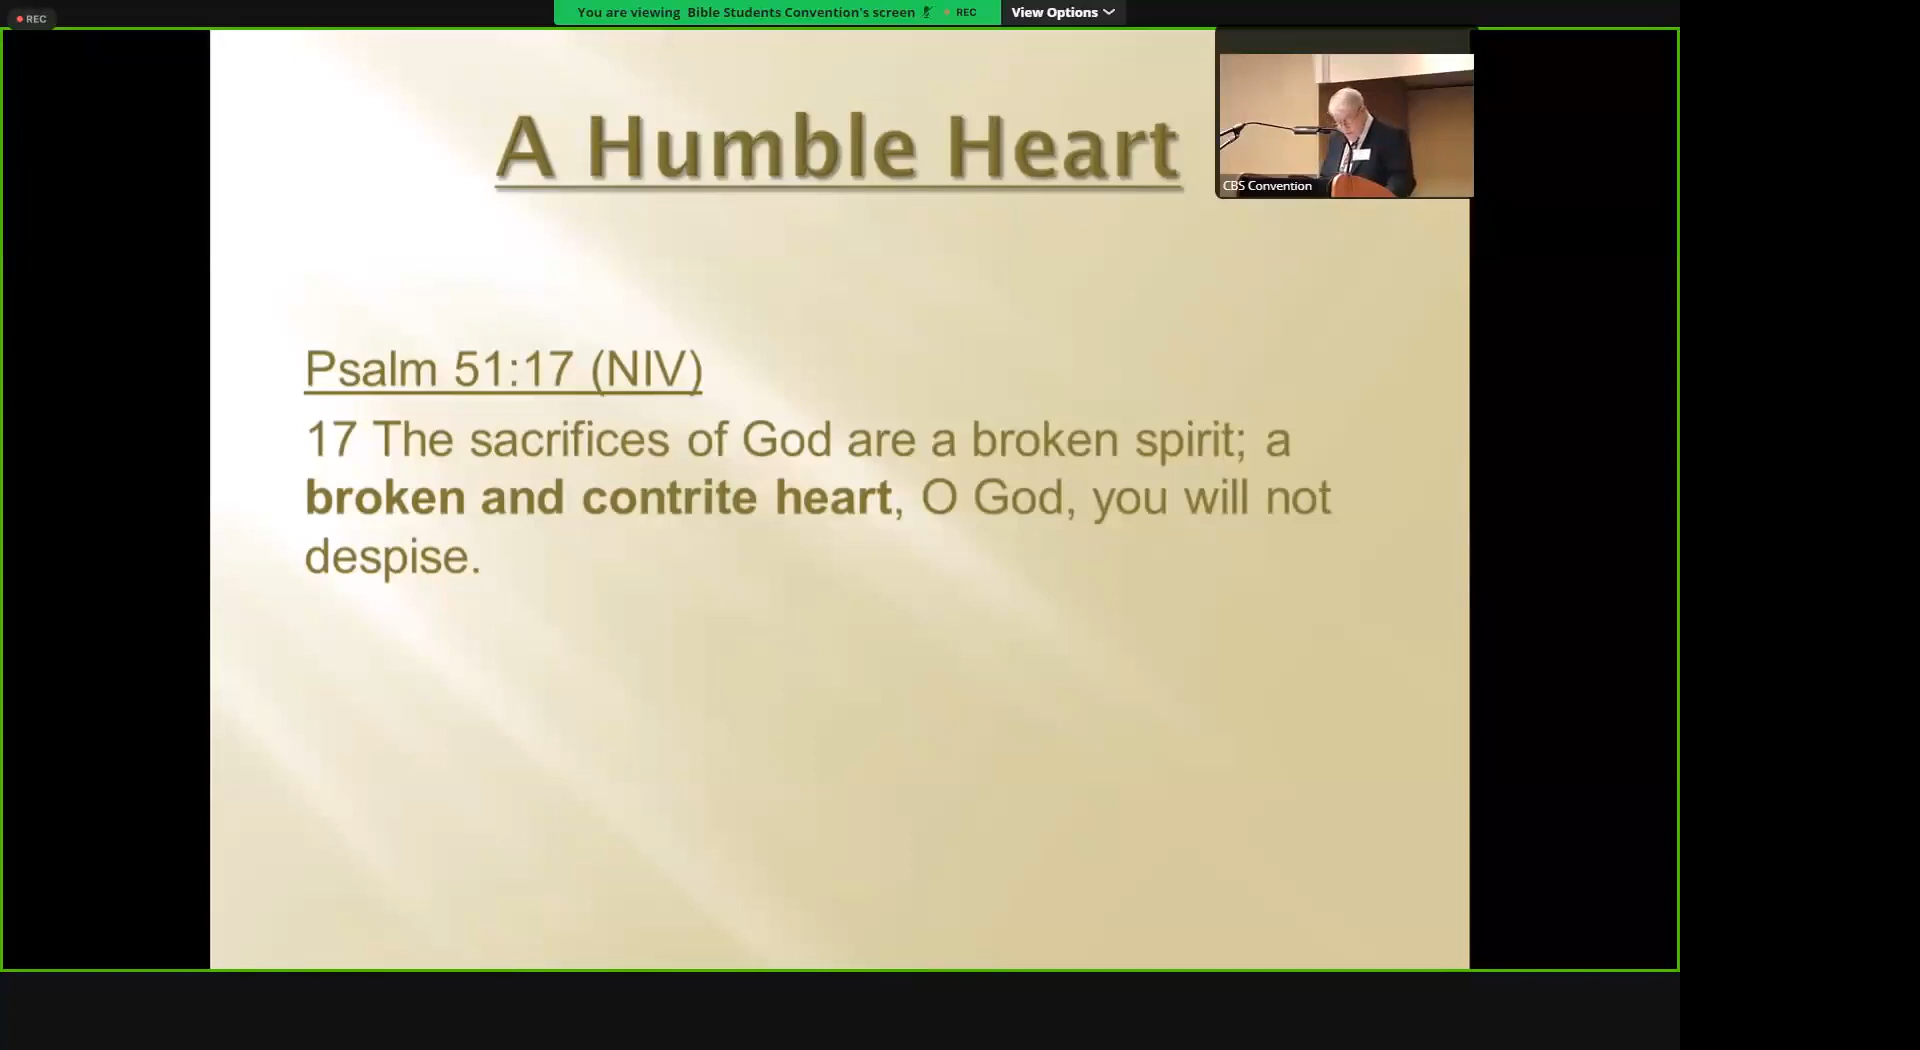 REC
You are viewing Bible Students Convention's screen REC View Options
A Humble Heart
CBS Convention
Psalm 51:17 (NIV)
17 The sacrifices of God are a broken spirit; a
broken and contrite heart, O God, you will not
despise.